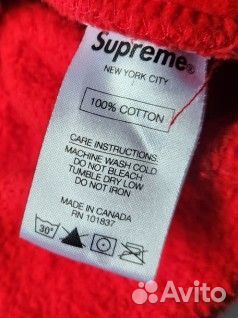 Supreme®
NEW YORK CITY
100% COTTON
CARE INSTRUCTIONS:
MACHINE WASH COLD
DO NOT BLEACH
TUMBLE DRY LOW
DO NOT IRON
MADE IN CANADA
RN 101837
30°
Avito